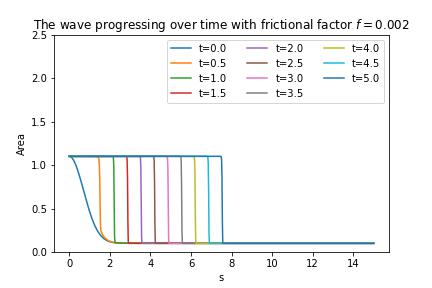 The wave progressing over time with frictional factor f = 0.002
2.5
2.0
1.5
1.0
0.5
0.0
Area
t=0.0 t=2.0 t=4.0
t=0.5 t=2.5 t=4.5
t=1.0 t=3.0 t=5.0
t=1.5 t=3.5
0 2 4 6 8 10 12 14
s